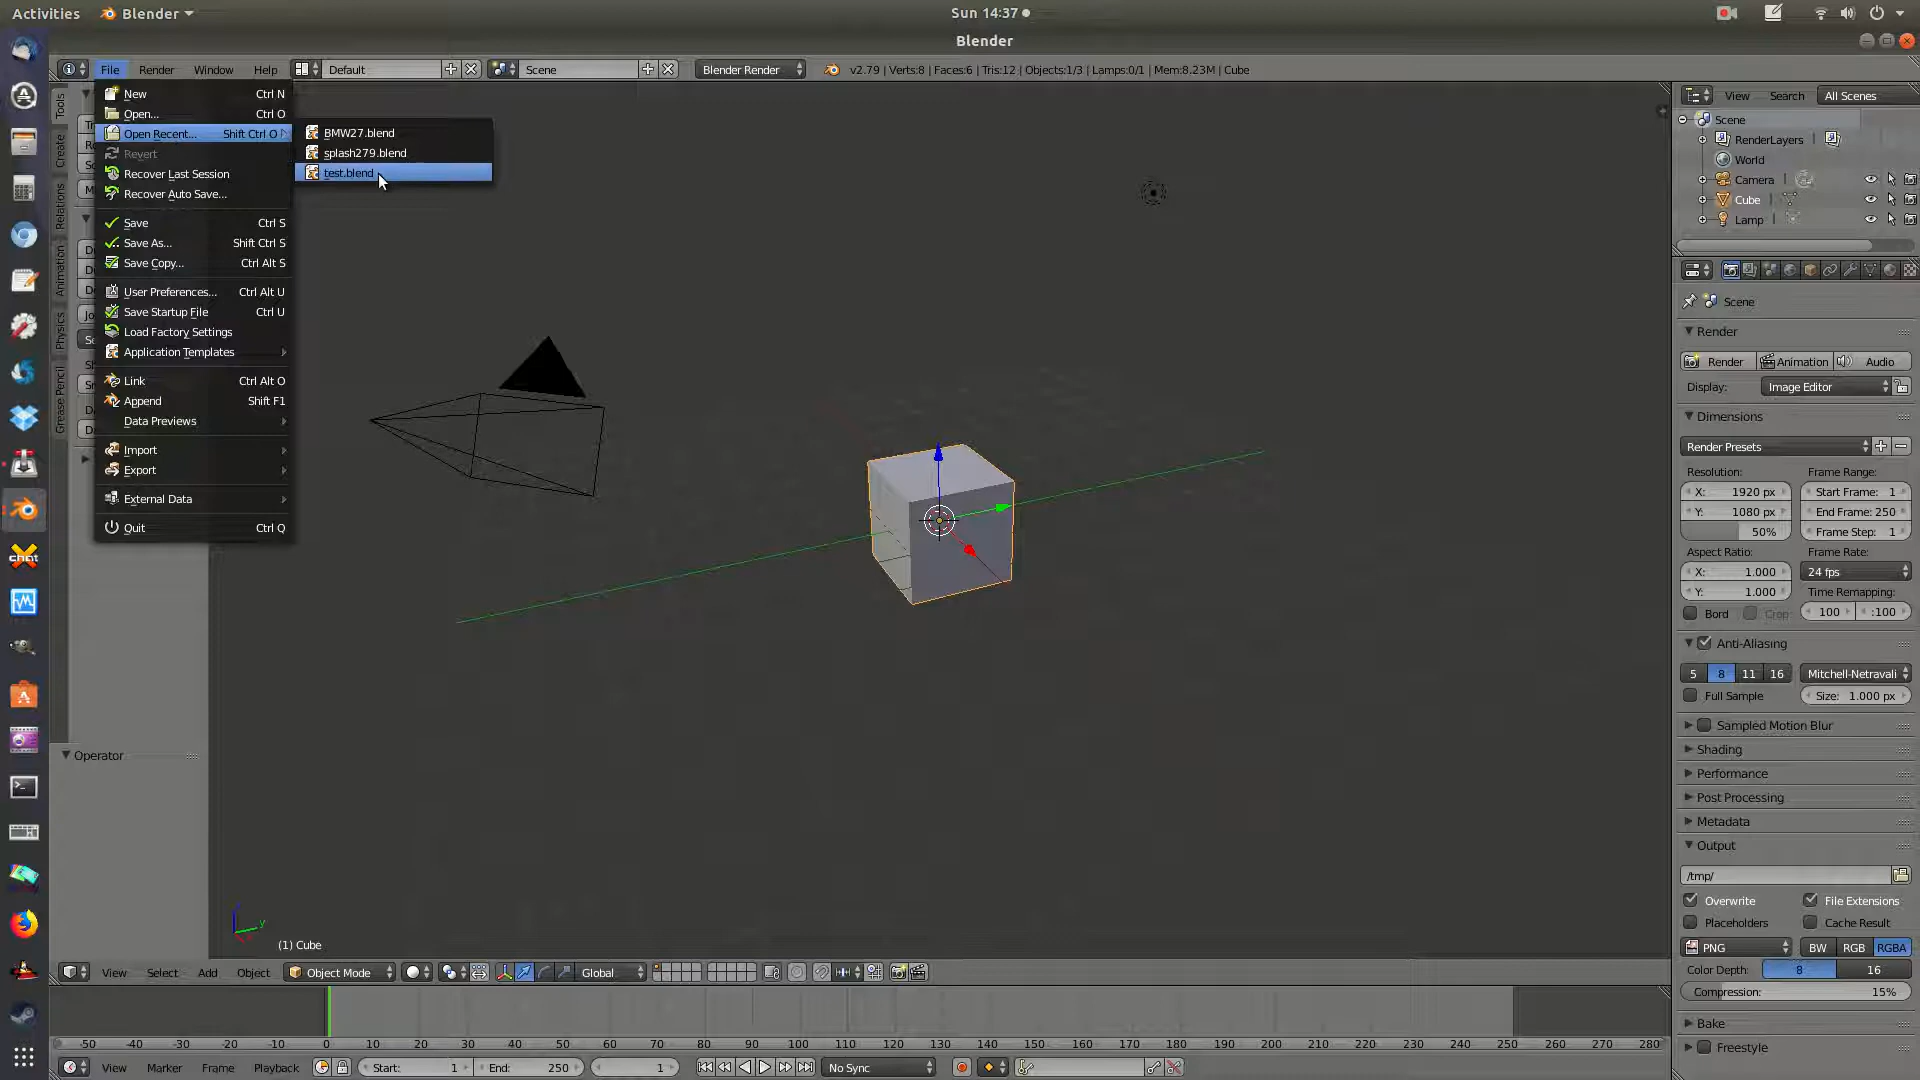 Activities Blender Sun 14:37
Blender
File Render Window Help Default Scene Blender Render v2.79 | Verts:8 | Faces:6 | Tris:12 | Objects:1/3 | Lamps:0/1 | Mem:8.23M | Cube
New Ctrl N
Open... Ctrl O
Open Recent... Shift Ctrl O
Revert
Recover Last Session
Recover Auto Save...
Save Ctrl S
Save As... Shift Ctrl S
Save Copy... Ctrl Alt S
User Preferences... Ctrl Alt U
Save Startup File Ctrl U
Load Factory Settings
Application Templates
Link Ctrl Alt O
Append Shift F1
Data Previews
Import
Export
External Data
Quit Ctrl Q
BMW27.blend
splash279.blend
test.blend
Tools
Create
Relations
Animation
Physics
Grease Pencil
Operator
(1) Cube
View Search All Scenes
Scene
RenderLayers
World
Camera
Cube
Lamp
Scene
Render
Render Animation Audio
Display: Image Editor
Dimensions
Render Presets
Resolution: Frame Range:
X: 1920 px Start Frame: 1
Y: 1080 px End Frame: 250
50% Frame Step: 1
Aspect Ratio: Frame Rate:
X: 1.000 24 fps
Y: 1.000 Time Remapping:
Bord Crop 100 :100
Anti-Aliasing
5 8 11 16 Mitchell-Netravali
Full Sample Size: 1.000 px
Sampled Motion Blur
Shading
Performance
Post Processing
Metadata
Output
/tmp/
Overwrite File Extensions
Placeholders Cache Result
PNG BW RGB RGBA
Color Depth: 8 16
Compression: 15%
Bake
Freestyle
View Select Add Object Object Mode Global
-50 -40 -30 -20 -10 0 10 20 30 40 50 60 70 80 90 100 110 120 130 140 150 160 170 180 190 200 210 220 230 240 250 260 270 280
View Marker Frame Playback Start: 1 End: 250 1 No Sync